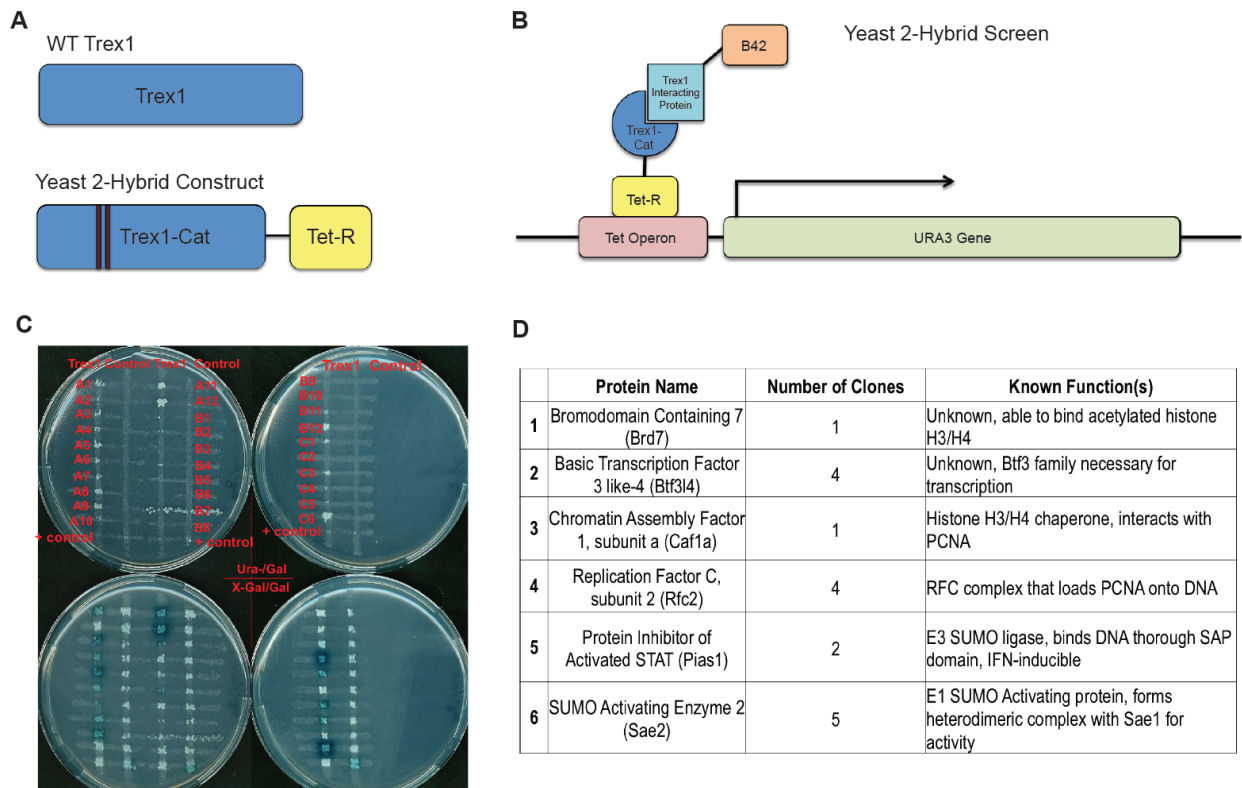 A
WT Trex1
Trex1
Yeast 2-Hybrid Construct
Trex1-Cat
Tet-R
B
Yeast 2-Hybrid Screen
B42
Trex1
Interacting
Protein
Trex1-
Cat
Tet-R
Tet Operon
URA3 Gene
C
Trex1 Control Trex1 Control
A1
A2
A3
A4
A5
A6
A7
A8
A9
A10
+ control
A11
A12
B1
B2
B3
B4
B5
B6
B7
B8
+ control
Trex1 Control
B9
B10
B11
B12
C1
C2
C3
C4
C5
C6
+ control
Ura-/Gal
X-Gal/Gal
D
Protein Name Number of Clones Known Function(s)
1 Bromodomain Containing 7 (Brd7) 1 Unknown, able to bind acetylated histone H3/H4
2 Basic Transcription Factor 3 like-4 (Btf3l4) 4 Unknown, Btf3 family necessary for transcription
3 Chromatin Assembly Factor 1, subunit a (Caf1a) 1 Histone H3/H4 chaperone, interacts with PCNA
4 Replication Factor C, subunit 2 (Rfc2) 4 RFC complex that loads PCNA onto DNA
5 Protein Inhibitor of Activated STAT (Pias1) 2 E3 SUMO ligase, binds DNA thorough SAP domain, IFN-inducible
6 SUMO Activating Enzyme 2 (Sae2) 5 E1 SUMO Activating protein, forms heterodimeric complex with Sae1 for activity